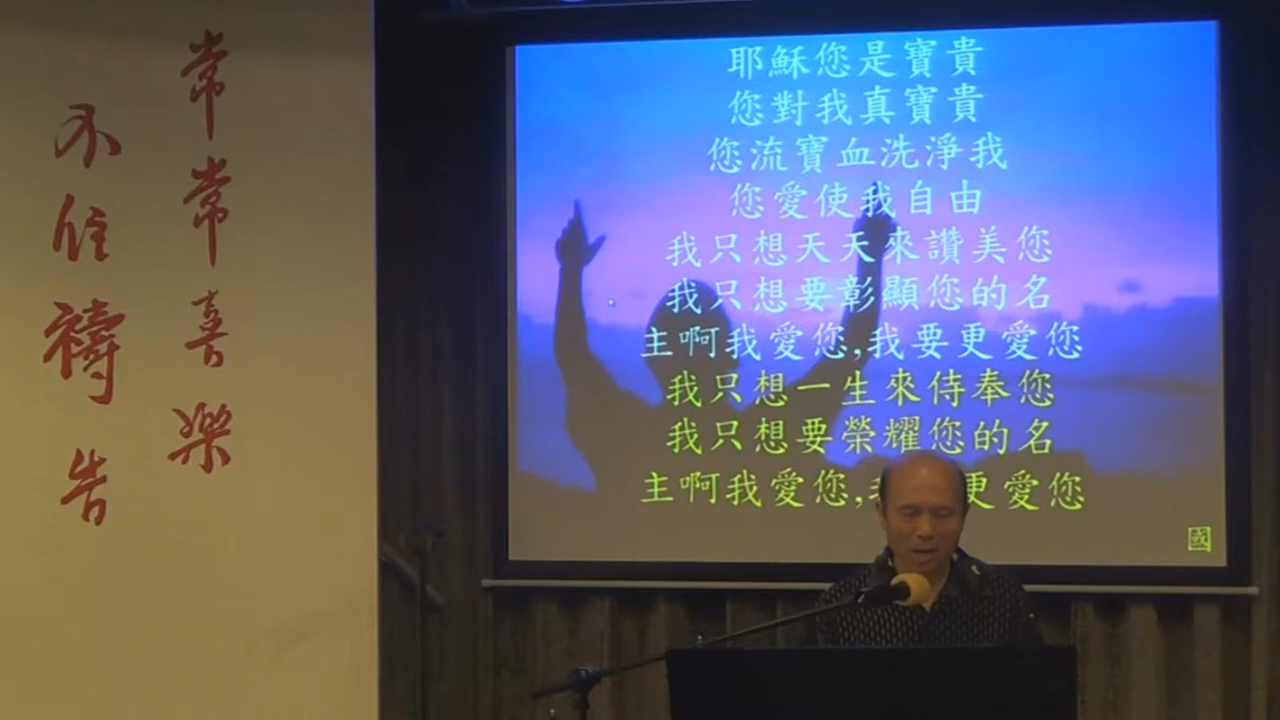 常常喜樂
不住禱告
耶穌您是寶貴
您對我真寶貴
您流寶血洗淨我
您愛使我自由
我只想天天來讚美您
我只想要彰顯您的名
主啊我愛您,我要更愛您
我只想一生來侍奉您
我只想要榮耀您的名
主啊我愛您,我 更愛您
國